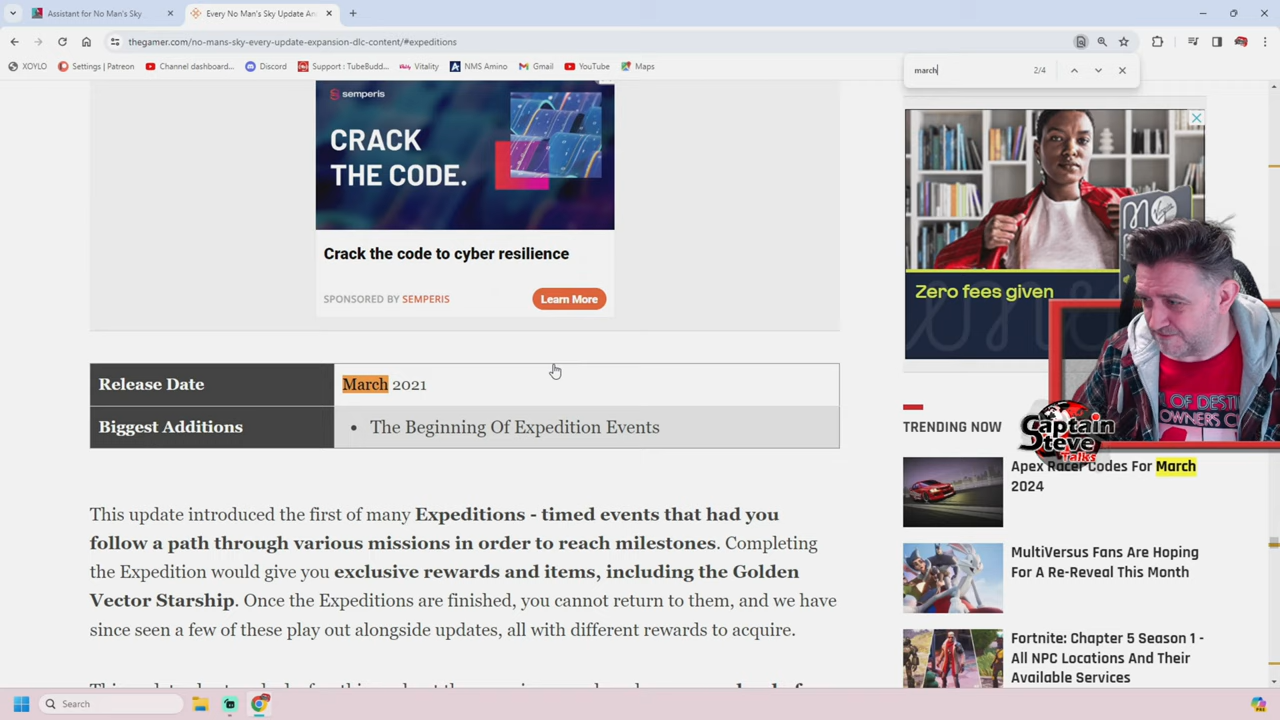 Assistant for No Man's Sky
Every No Man's Sky Update An
thegamer.com/no-mans-sky-every-update-expansion-dlc-content/#expeditions
XOYLO
Settings | Patreon
Channel dashboard...
Discord
Support : TubeBudd...
Vitality
NMS Amino
Gmail
YouTube
Maps
march
2/4
semperis
CRACK
THE CODE.
Crack the code to cyber resilience
SPONSORED BY SEMPERIS
Learn More
Zero fees given
Release Date
March 2021
Biggest Additions
• The Beginning Of Expedition Events
This update introduced the first of many Expeditions - timed events that had you
follow a path through various missions in order to reach milestones. Completing
the Expedition would give you exclusive rewards and items, including the Golden
Vector Starship. Once the Expeditions are finished, you cannot return to them, and we have
since seen a few of these play out alongside updates, all with different rewards to acquire.
TRENDING NOW
Apex Racer Codes For March
2024
MultiVersus Fans Are Hoping
For A Re-Reveal This Month
Fortnite: Chapter 5 Season 1 -
All NPC Locations And Their
Available Services
Captain
Steve
Talks
OF DESTIN
OWNERS C
Search